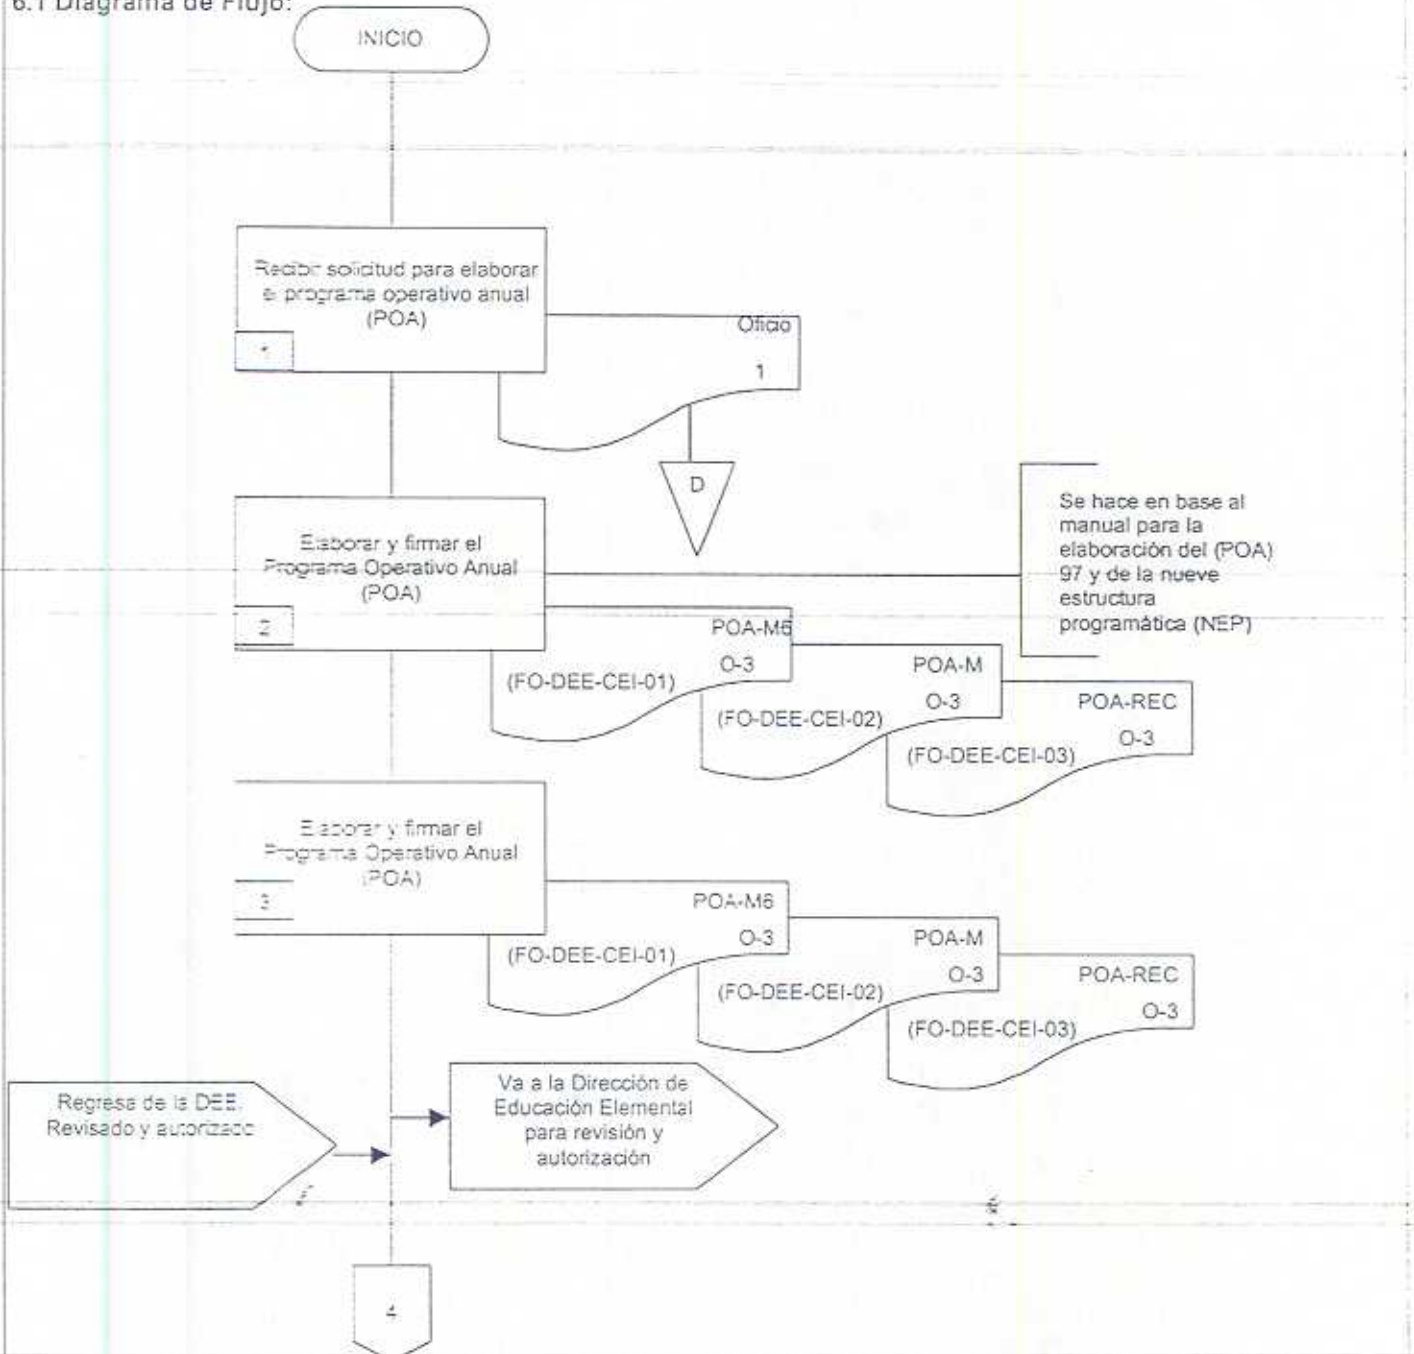 6.1 Diagrama de Flujo:
INICIO
Recibir solicitud para elaborar
el programa operativo anual
(POA)
1
Oficio
1
D
Elaborar y firmar el
Programa Operativo Anual
(POA)
2
Se hace en base al
manual para la
elaboración del (POA)
97 y de la nueve
estructura
programática (NEP)
POA-M6
O-3
(FO-DEE-CEI-01)
POA-M
O-3
(FO-DEE-CEI-02)
POA-REC
O-3
(FO-DEE-CEI-03)
Elaborar y firmar el
Programa Operativo Anual
(POA)
3
POA-M6
O-3
(FO-DEE-CEI-01)
POA-M
O-3
(FO-DEE-CEI-02)
POA-REC
O-3
(FO-DEE-CEI-03)
Regresa de la DEE.
Revisado y autorizado
Va a la Dirección de
Educación Elemental
para revisión y
autorización
4